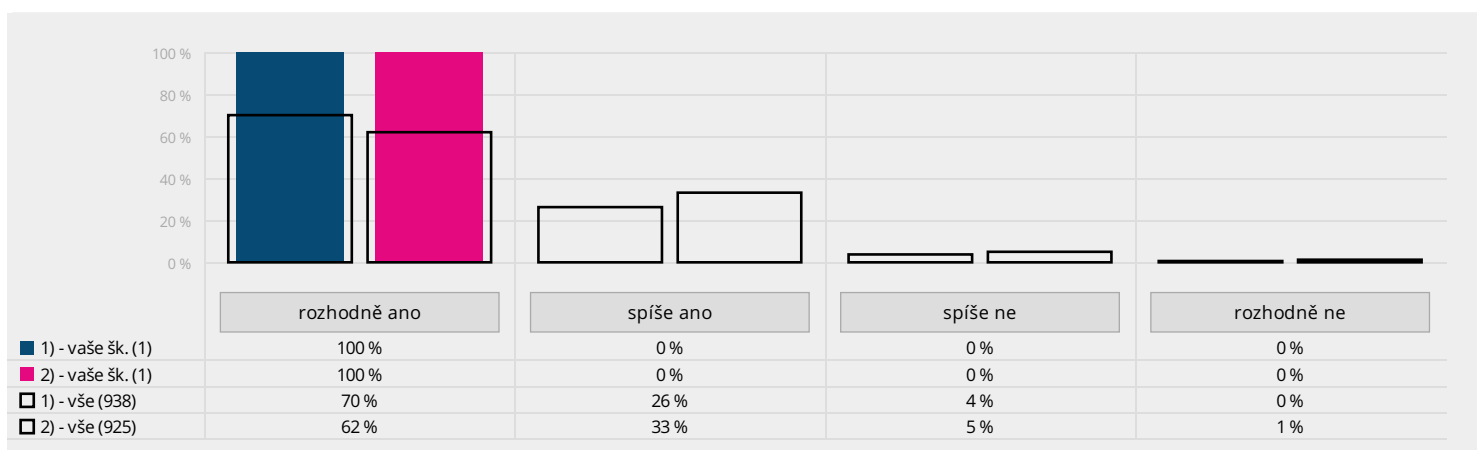 100 %
80 %
60 %
40 %
20 %
0 %
rozhodně ano spíše ano spíše ne rozhodně ne
1) - vaše šk. (1) 100 % 0 % 0 % 0 %
2) - vaše šk. (1) 100 % 0 % 0 % 0 %
1) - vše (938) 70 % 26 % 4 % 0 %
2) - vše (925) 62 % 33 % 5 % 1 %